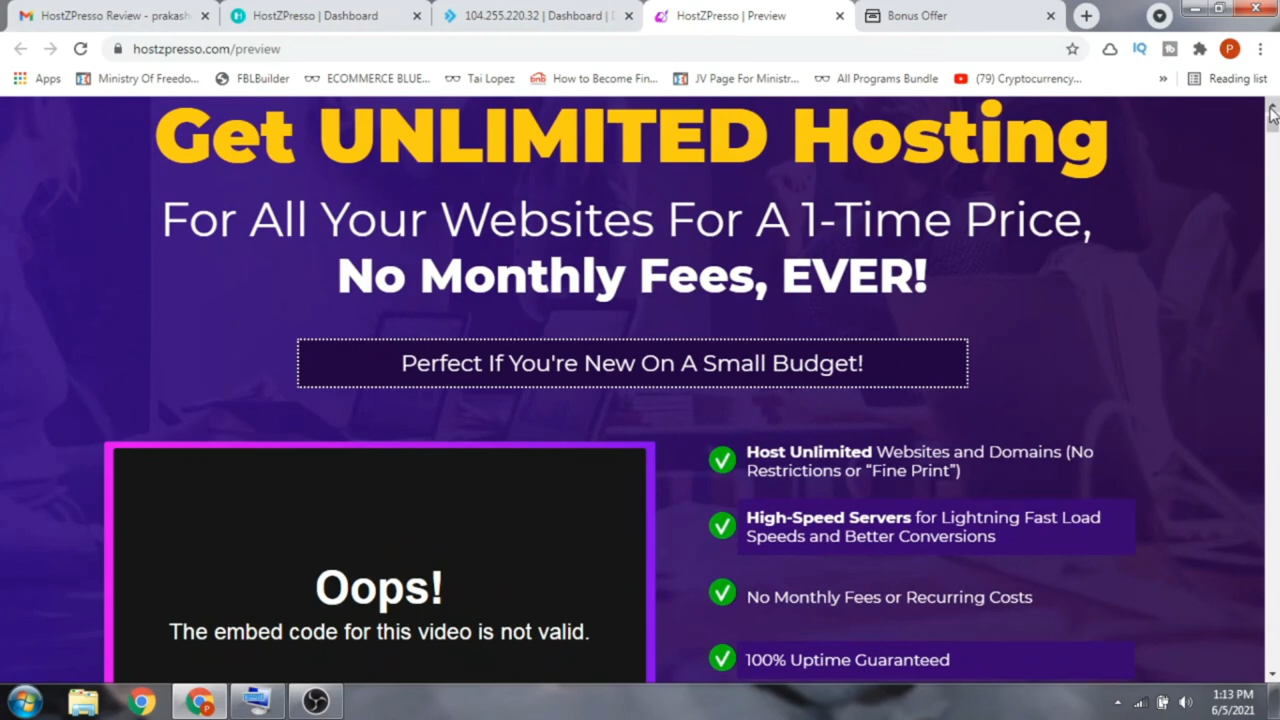 HostZPresso Review - prakash
HostZPresso | Dashboard
104.255.220.32 | Dashboard |
HostZPresso | Preview
Bonus Offer
hostzpresso.com/preview
IQ
P
Apps
Ministry Of Freedo...
FBLBuilder
ECOMMERCE BLUE...
Tai Lopez
How to Become Fin...
JV Page For Ministr...
All Programs Bundle
(79) Cryptocurrency...
»
Reading list
Get UNLIMITED Hosting
For All Your Websites For A 1-Time Price,
No Monthly Fees, EVER!
Perfect If You're New On A Small Budget!
Oops!
The embed code for this video is not valid.
Host Unlimited Websites and Domains (No
Restrictions or “Fine Print”)
High-Speed Servers for Lightning Fast Load
Speeds and Better Conversions
No Monthly Fees or Recurring Costs
100% Uptime Guaranteed
1:13 PM
6/5/2021